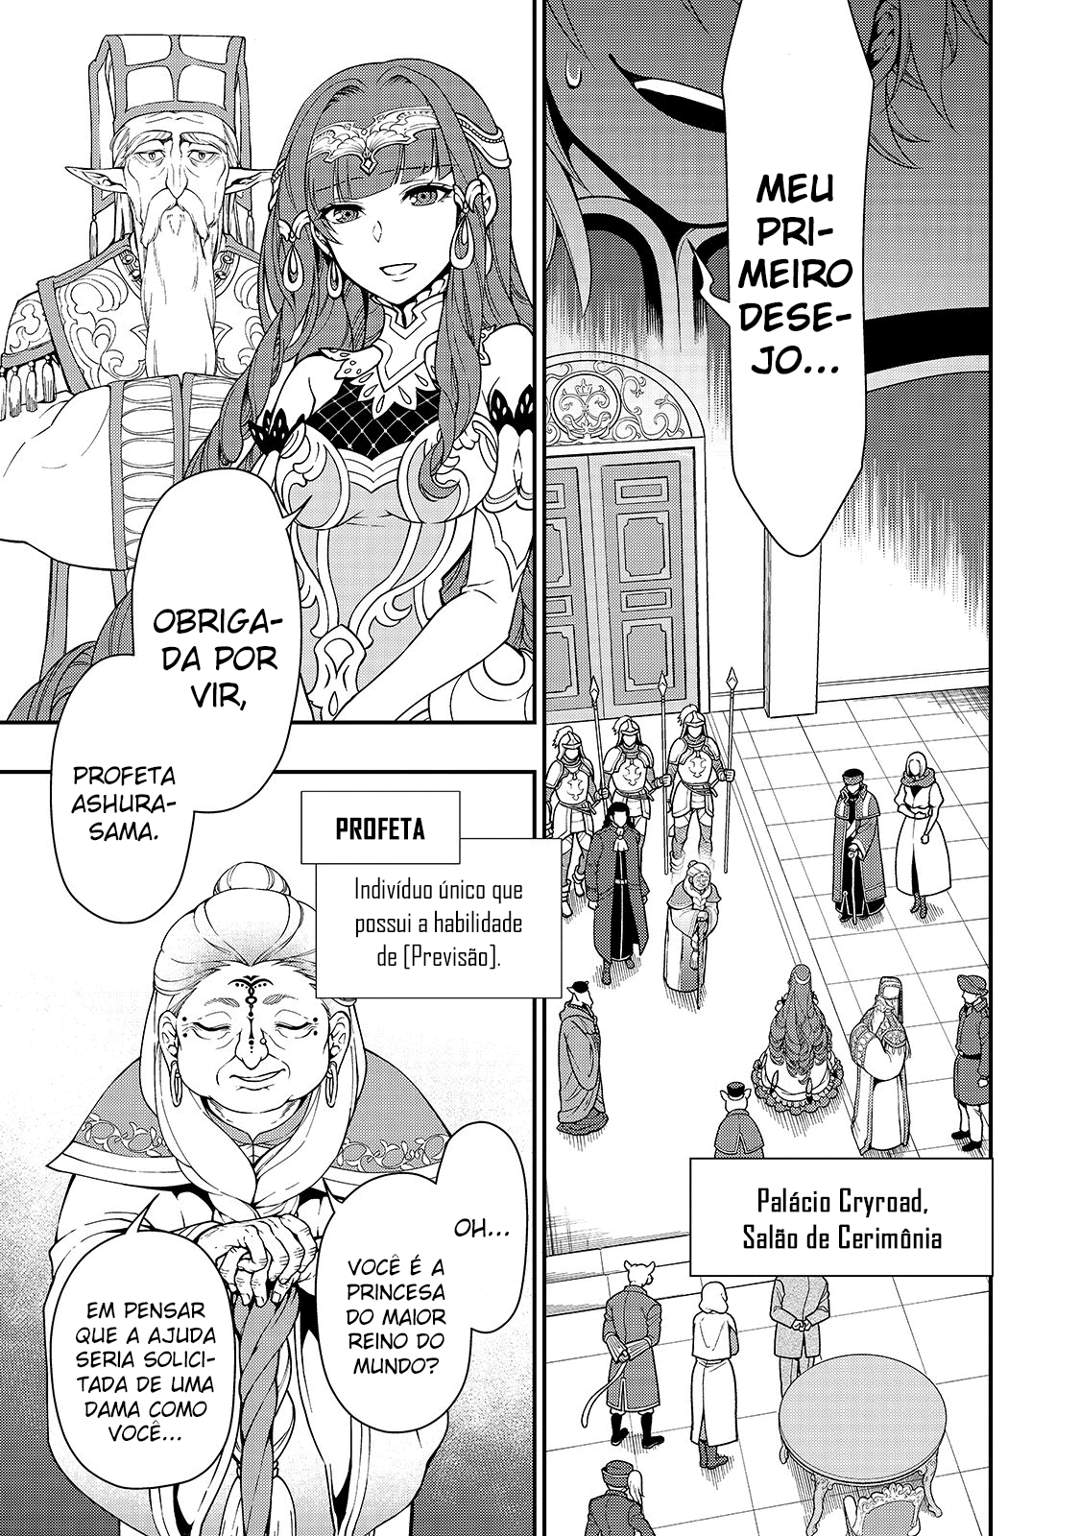 MEU
PRI-
MEIRO
DESE-
JO...
Palácio Cryroad,
Salão de Cerimônia
OBRIGA-
DA POR
VIR,
PROFETA
ASHURA-
SAMA.
PROFETA
Indivíduo único que
possui a habilidade
de [Previsão].
OH...
VOCÊ É A
PRINCESA
DO MAIOR
REINO DO
MUNDO?
EM PENSAR
QUE A AJUDA
SERIA SOLICI-
TADA DE UMA
DAMA COMO
VOCÊ...